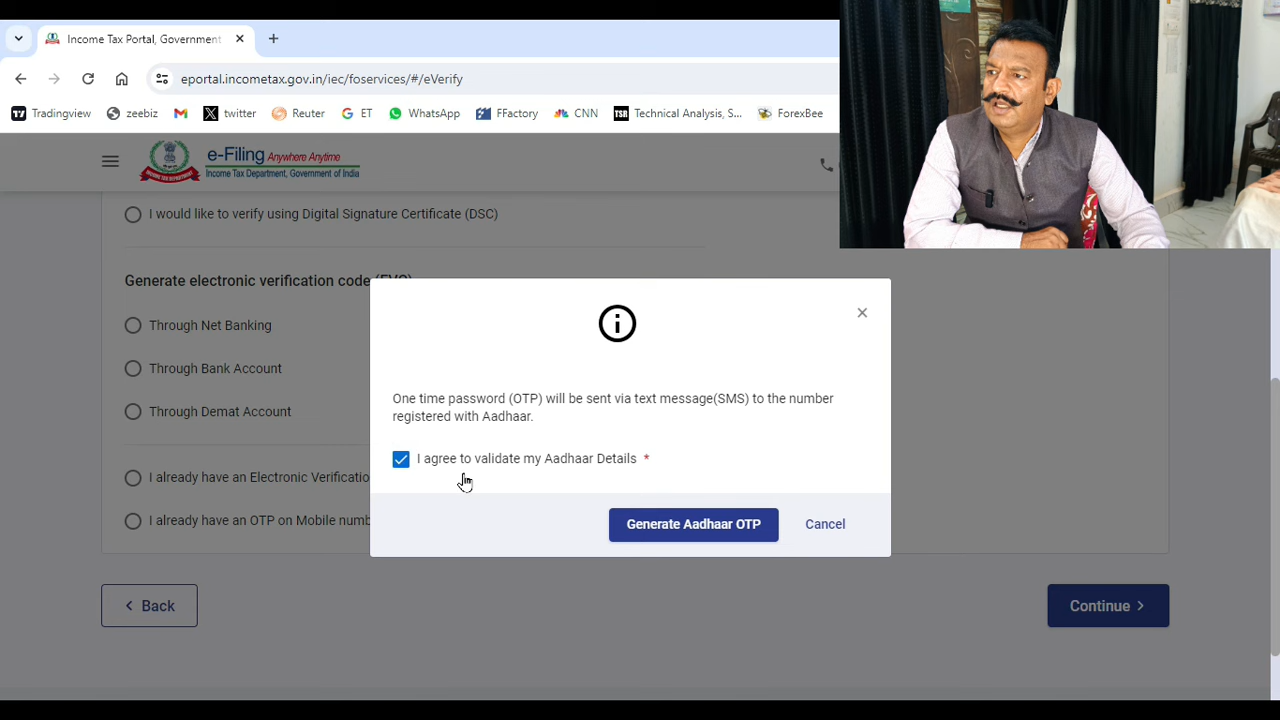 Income Tax Portal, Government
eportal.incometax.gov.in/iec/foservices/#/eVerify
Tradingview
zeebiz
twitter
Reuter
ET
WhatsApp
FFactory
CNN
TSR
Technical Analysis, S...
ForexBee
e-Filing Anywhere Anytime
Income Tax Department, Government of India
I would like to verify using Digital Signature Certificate (DSC)
Generate electronic verification code
Through Net Banking
Through Bank Account
Through Demat Account
I already have an Electronic Verificatio
I already have an OTP on Mobile numb
One time password (OTP) will be sent via text message(SMS) to the number
registered with Aadhaar.
I agree to validate my Aadhaar Details *
Generate Aadhaar OTP
Cancel
Back
Continue